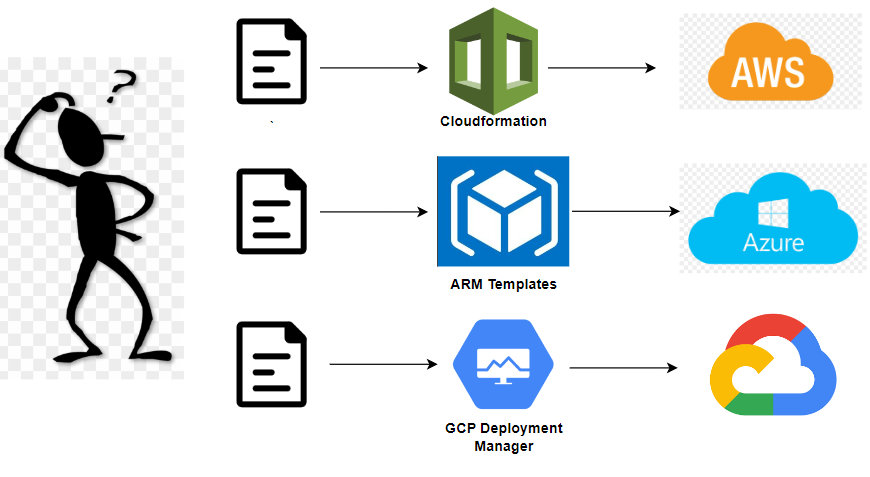 ?
AWS
`
Cloudformation
Azure
ARM Templates
GCP Deployment
Manager